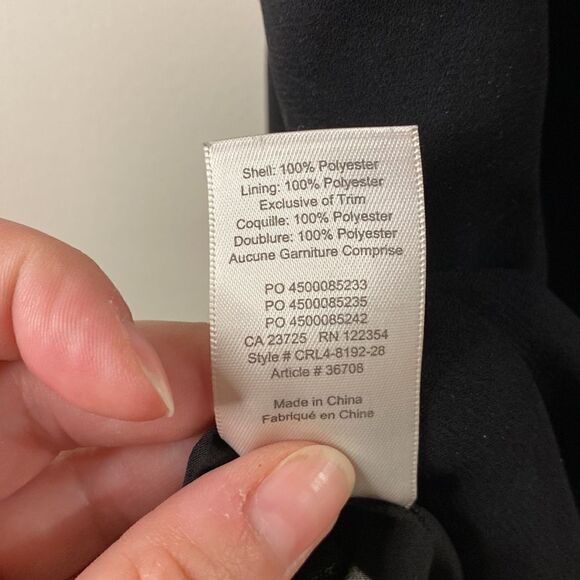 Shell: 100% Polyester
Lining: 100% Polyester
Exclusive of Trim
Coquille: 100% Polyester
Doublure: 100% Polyester
Aucune Garniture Comprise
PO 4500085233
PO 4500085235
PO 4500085242
CA 23725 RN 122354
Style # CRL4-8192-28
Article # 36708
Made in China
Fabriqué en Chine